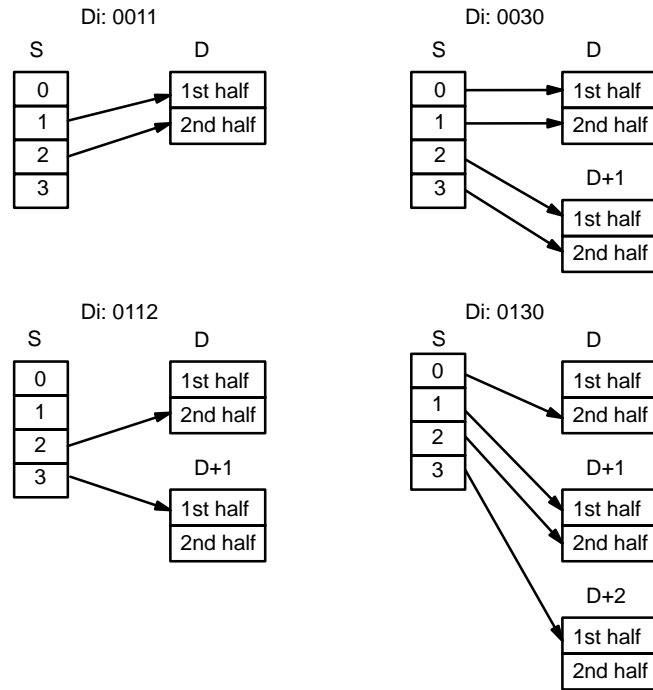 Di: 0011
S D
0
1
2
3
1st half
2nd half
Di: 0030
S D
0
1
2
3
1st half
2nd half
D+1
1st half
2nd half
Di: 0112
S D
0
1
2
3
1st half
2nd half
D+1
1st half
2nd half
Di: 0130
S D
0
1
2
3
1st half
2nd half
D+1
1st half
2nd half
D+2
1st half
2nd half